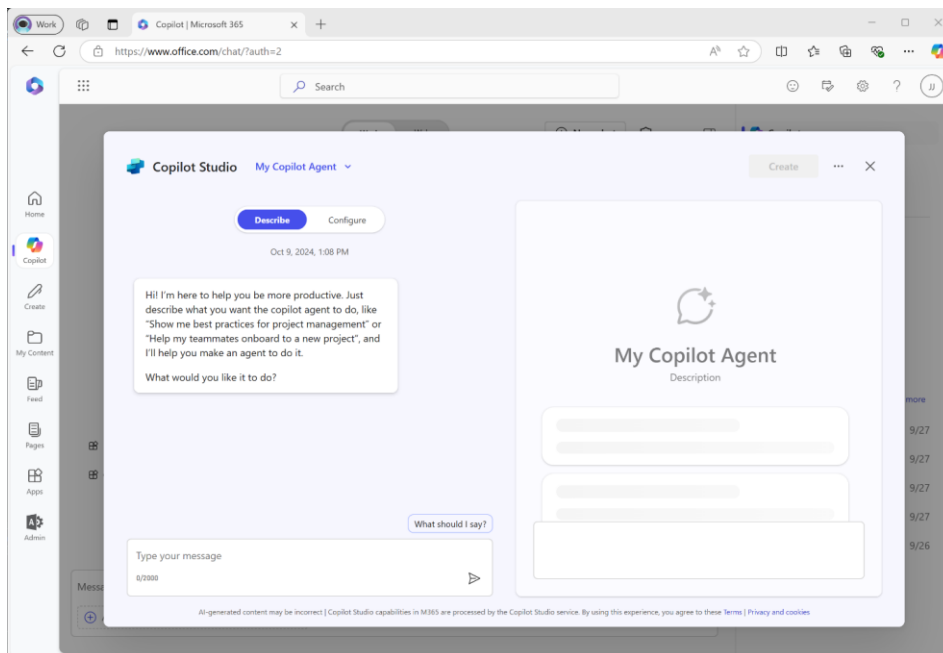 Work
Copilot | Microsoft 365
https://www.office.com/chat/?auth=2
Search
JJ
Home
Copilot
Create
My Content
Feed
Pages
Apps
Admin
Copilot Studio
My Copilot Agent
Create
Describe
Configure
Oct 9, 2024, 1:08 PM
Hi! I'm here to help you be more productive. Just
describe what you want the copilot agent to do, like
"Show me best practices for project management" or
"Help my teammates onboard to a new project", and
I'll help you make an agent to do it.
What would you like it to do?
What should I say?
Type your message
0/2000
My Copilot Agent
Description
more
9/27
9/27
9/27
9/27
9/26
Messa
AI-generated content may be incorrect | Copilot Studio capabilities in M365 are processed by the Copilot Studio service. By using this experience, you agree to these Terms | Privacy and cookies